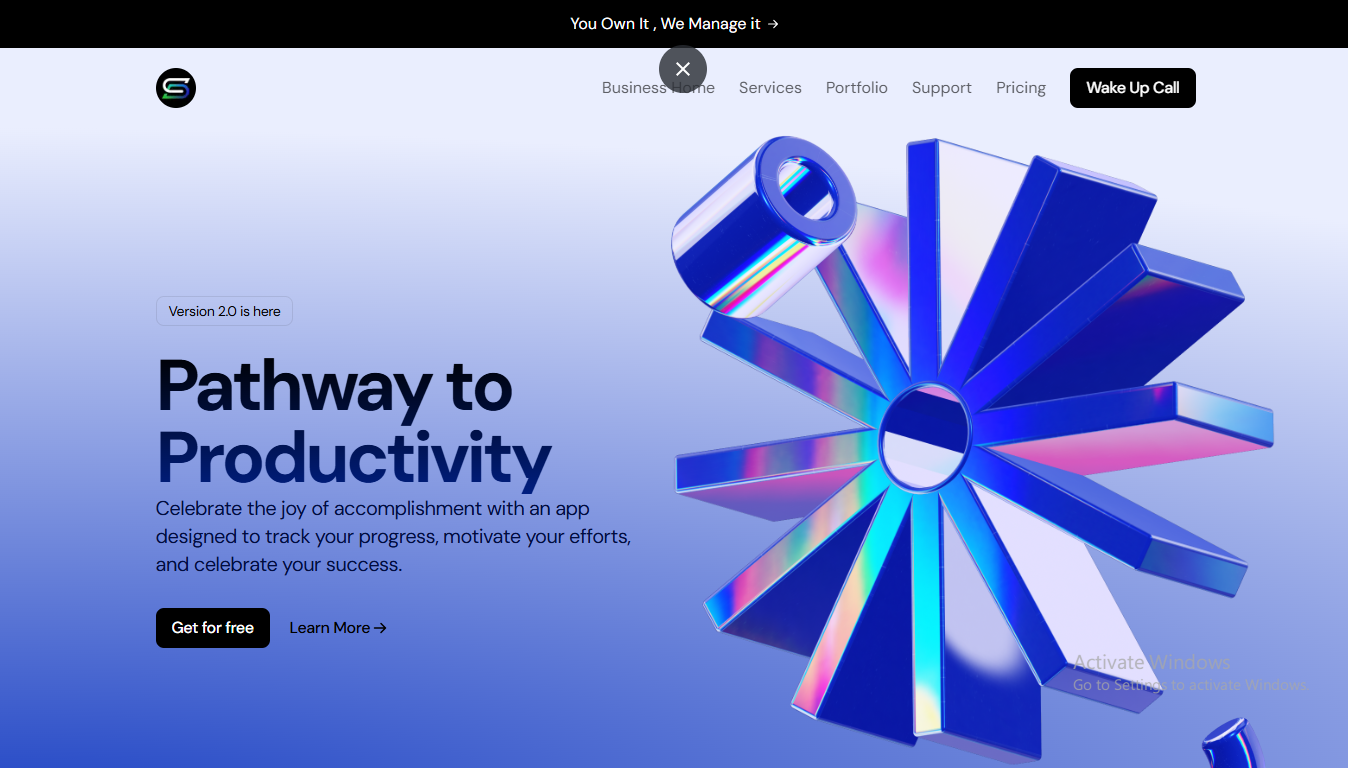 You Own It , We Manage it →
Business Home Services Portfolio Support Pricing Wake Up Call
Version 2.0 is here
Pathway to
Productivity
Celebrate the joy of accomplishment with an app
designed to track your progress, motivate your efforts,
and celebrate your success.
Get for free Learn More →
Activate Windows
Go to Settings to activate Windows.